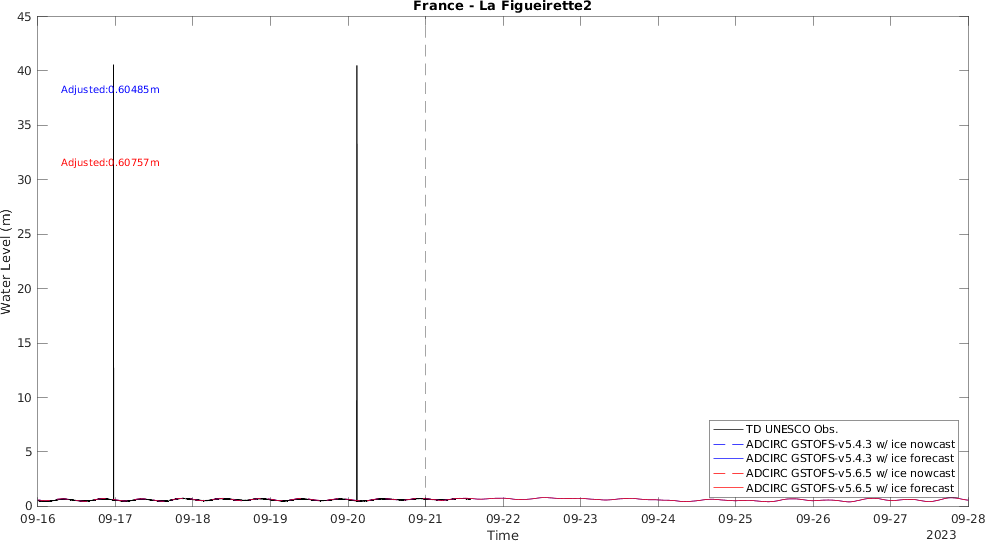 France - La Figueirette2
45
40
35
30
25
20
15
10
5
0
Water Level (m)
Adjusted:0.60485m
Adjusted:0.60757m
TD UNESCO Obs.
ADCIRC GSTOFS-v5.4.3 w/ ice nowcast
ADCIRC GSTOFS-v5.4.3 w/ ice forecast
ADCIRC GSTOFS-v5.6.5 w/ ice nowcast
ADCIRC GSTOFS-v5.6.5 w/ ice forecast
09-16 09-17 09-18 09-19 09-20 09-21 09-22 09-23 09-24 09-25 09-26 09-27 09-28
Time
2023